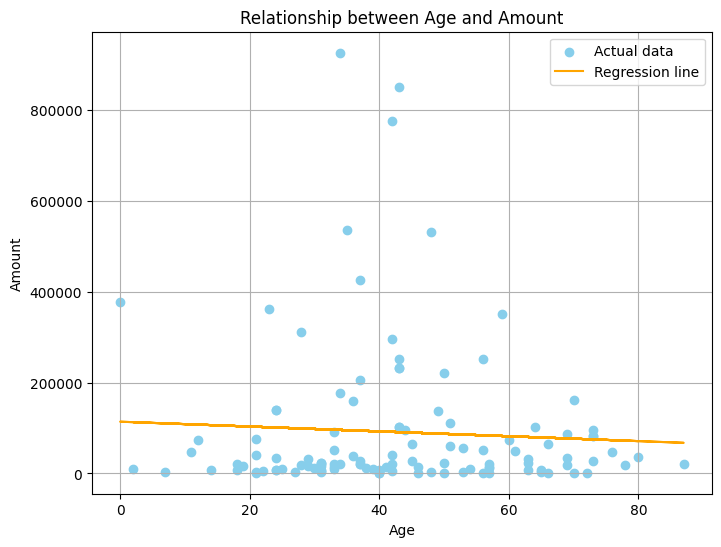 Relationship between Age and Amount
Actual data
Regression line
800000
600000
400000
200000
0
Amount
0 20 40 60 80
Age